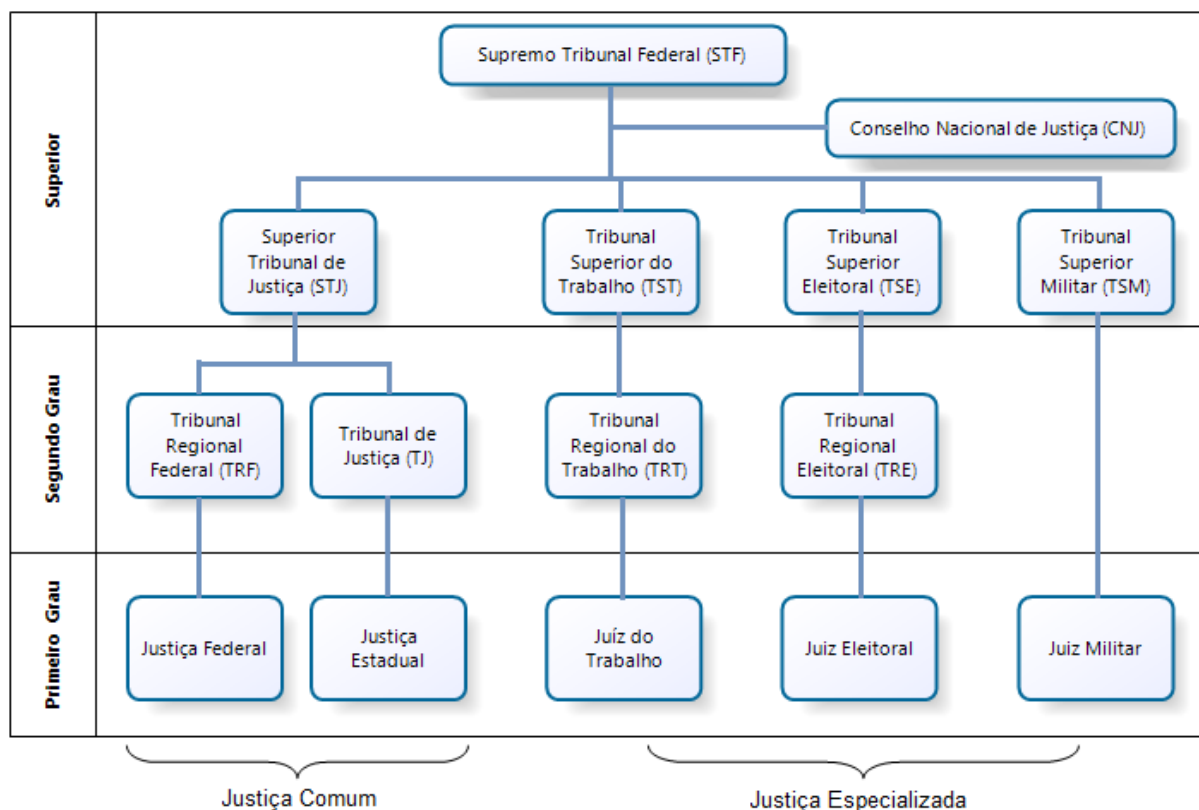 Superior
Supremo Tribunal Federal (STF)
Conselho Nacional de Justiça (CNJ)
Superior
Tribunal de
Justiça (STJ)
Tribunal
Superior do
Trabalho (TST)
Tribunal
Superior
Eleitoral (TSE)
Tribunal
Superior
Militar (TSM)
Segundo Grau
Tribunal
Regional
Federal (TRF)
Tribunal de
Justiça (TJ)
Tribunal
Regional do
Trabalho (TRT)
Tribunal
Regional
Eleitoral (TRE)
Primeiro Grau
Justiça Federal
Justiça
Estadual
Juíz do
Trabalho
Juiz Eleitoral
Juiz Militar
Justiça Comum
Justiça Especializada